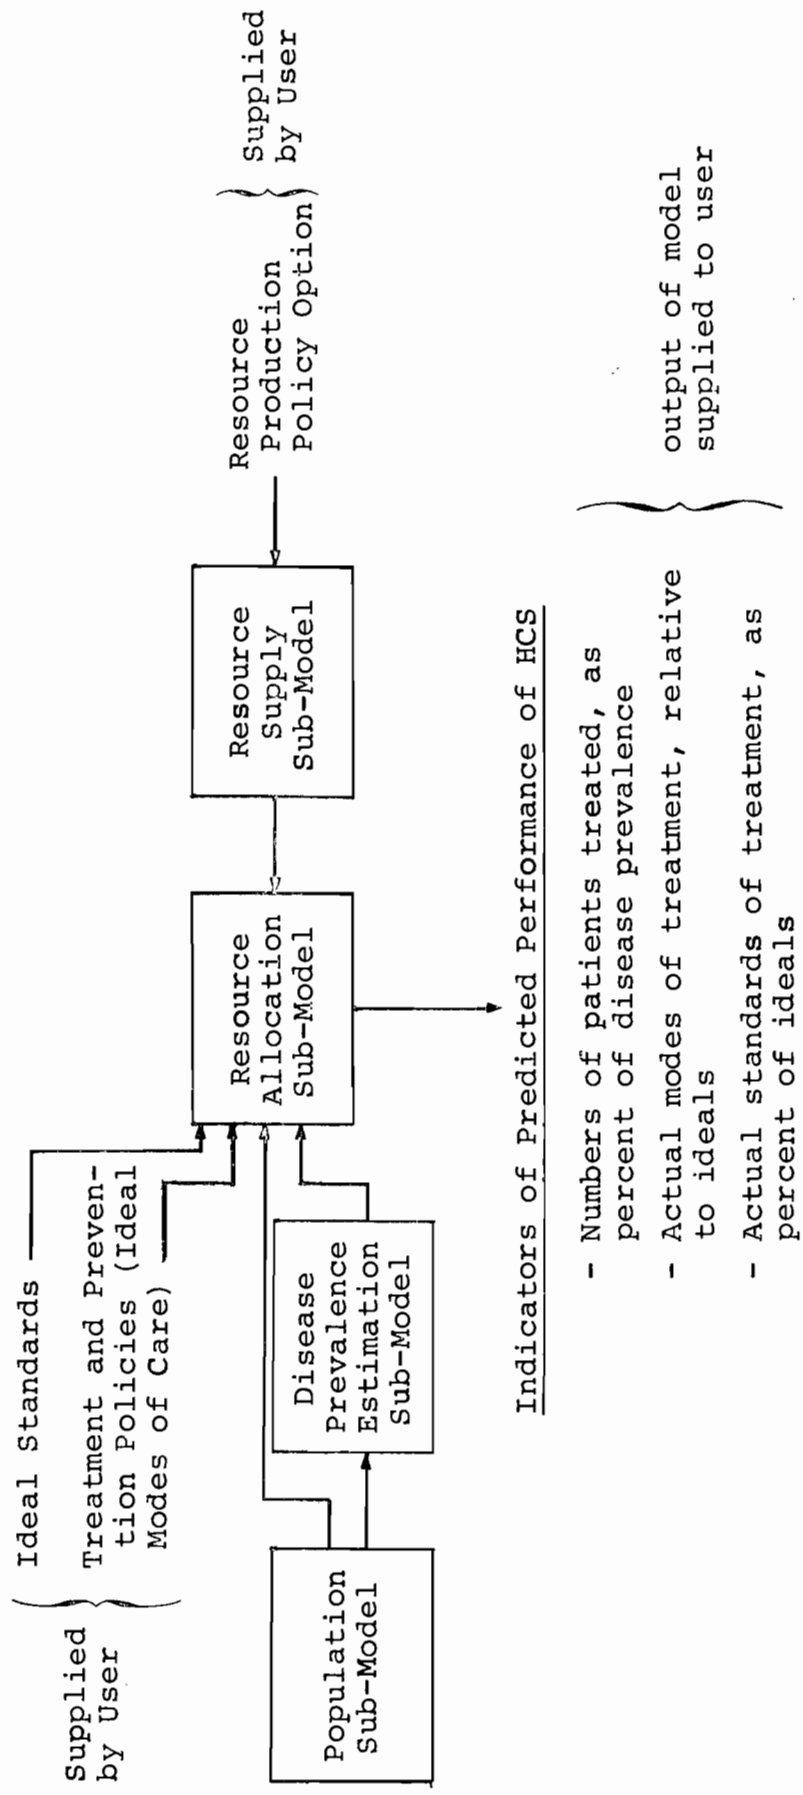 Supplied
by User
Ideal Standards
Treatment and Preven-
tion Policies (Ideal
Modes of Care)
Population
Sub-Model
Disease
Prevalence
Estimation
Sub-Model
Resource
Allocation
Sub-Model
Resource
Supply
Sub-Model
Resource
Production
Policy Option
Supplied
by User
Indicators of Predicted Performance of HCS
- Numbers of patients treated, as
percent of disease prevalence
- Actual modes of treatment, relative
to ideals
- Actual standards of treatment, as
percent of ideals
output of model
supplied to user